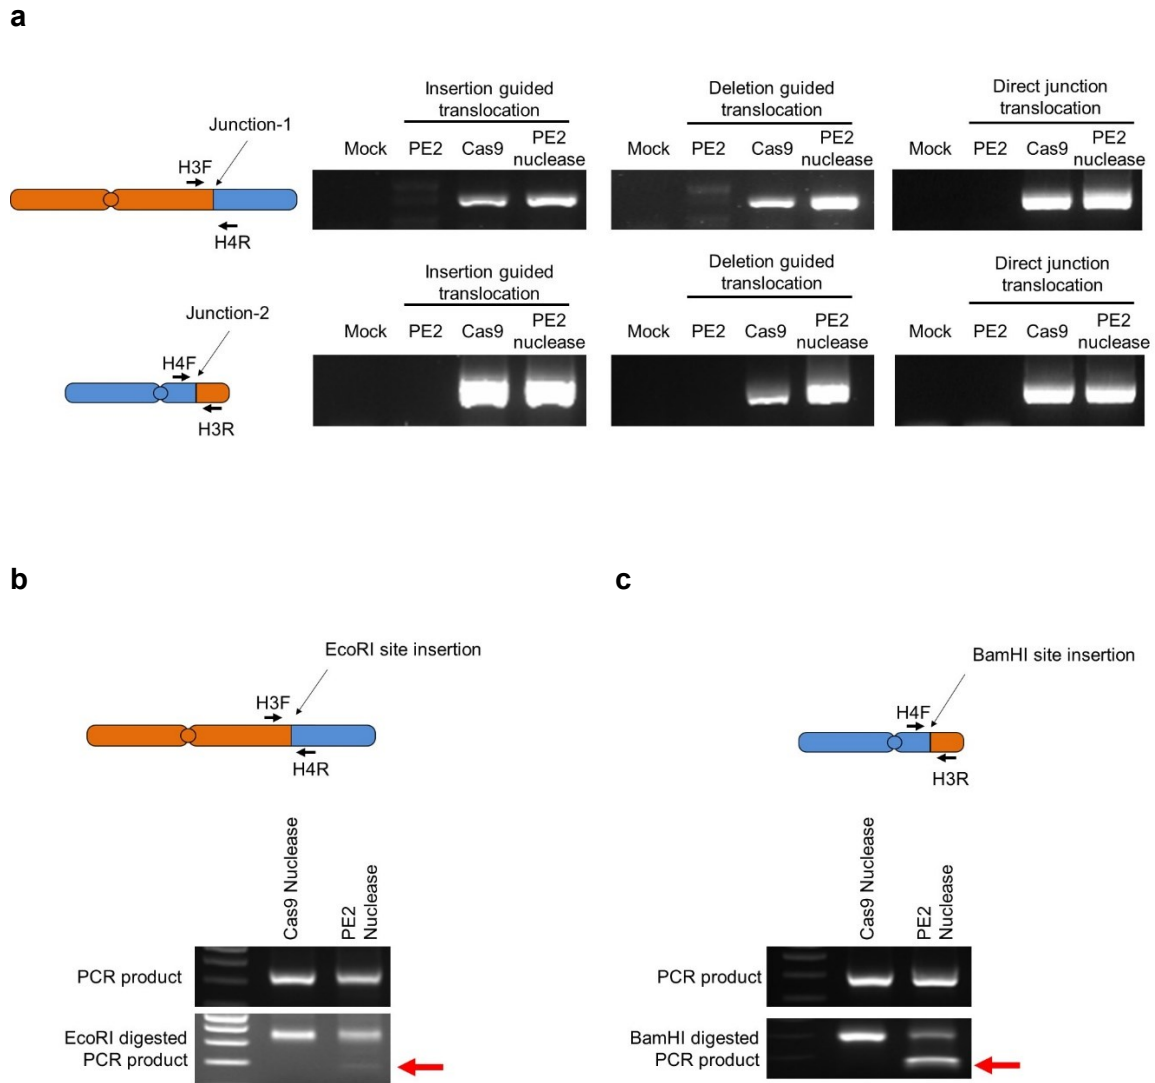 a
Insertion guided
translocation
Deletion guided
translocation
Direct junction
translocation
Junction-1
H3F
H4R
Mock PE2 Cas9 PE2
nuclease
Mock PE2 Cas9 PE2
nuclease
Mock PE2 Cas9 PE2
nuclease
Insertion guided
translocation
Deletion guided
translocation
Direct junction
translocation
Junction-2
H4F
H3R
Mock PE2 Cas9 PE2
nuclease
Mock PE2 Cas9 PE2
nuclease
Mock PE2 Cas9 PE2
nuclease
b
EcoRI site insertion
H3F
H4R
Cas9 Nuclease
PE2
Nuclease
PCR product
EcoRI digested
PCR product
c
BamHI site insertion
H4F
H3R
Cas9 Nuclease
PE2
Nuclease
PCR product
BamHI digested
PCR product